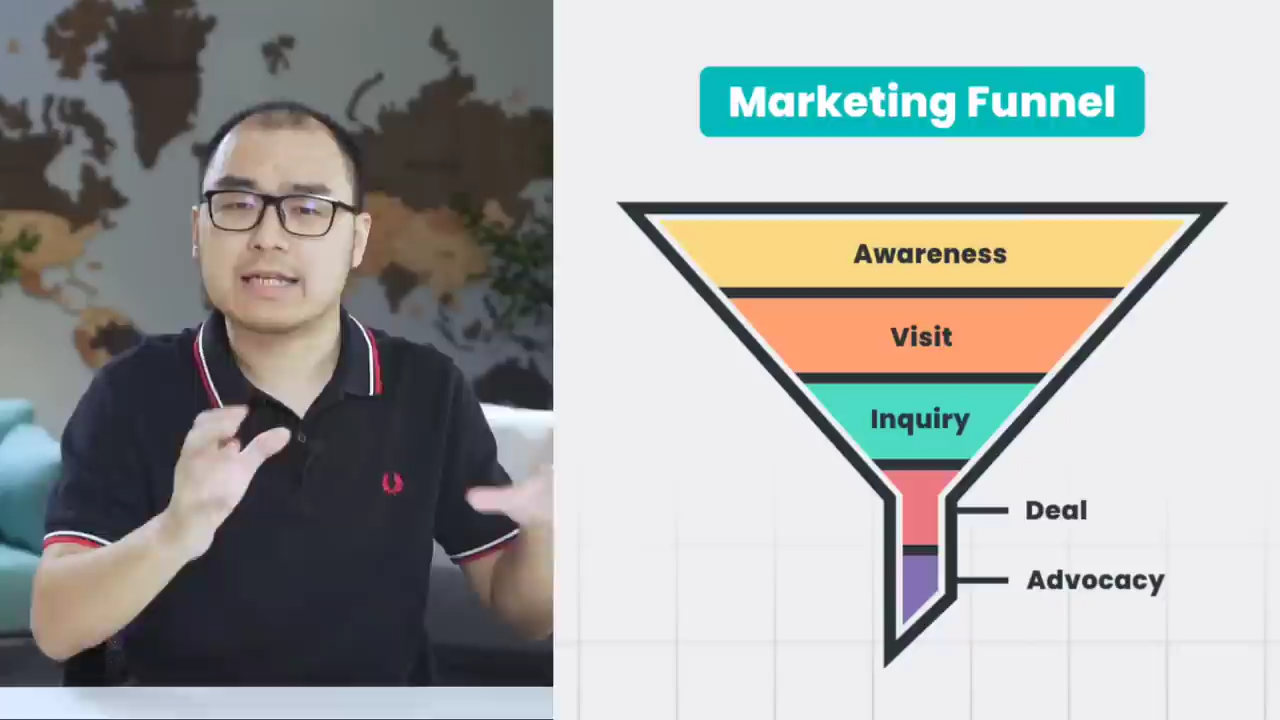 Marketing Funnel
Awareness
Visit
Inquiry
Deal
Advocacy